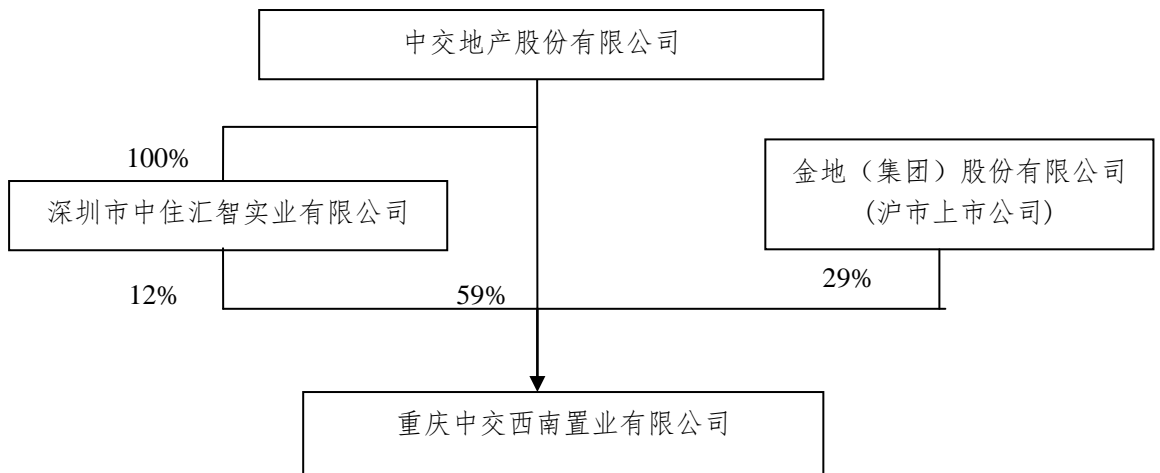 中交地产股份有限公司
100%
金地（集团）股份有限公司
(沪市上市公司)
深圳市中住汇智实业有限公司
12%
59%
29%
重庆中交西南置业有限公司